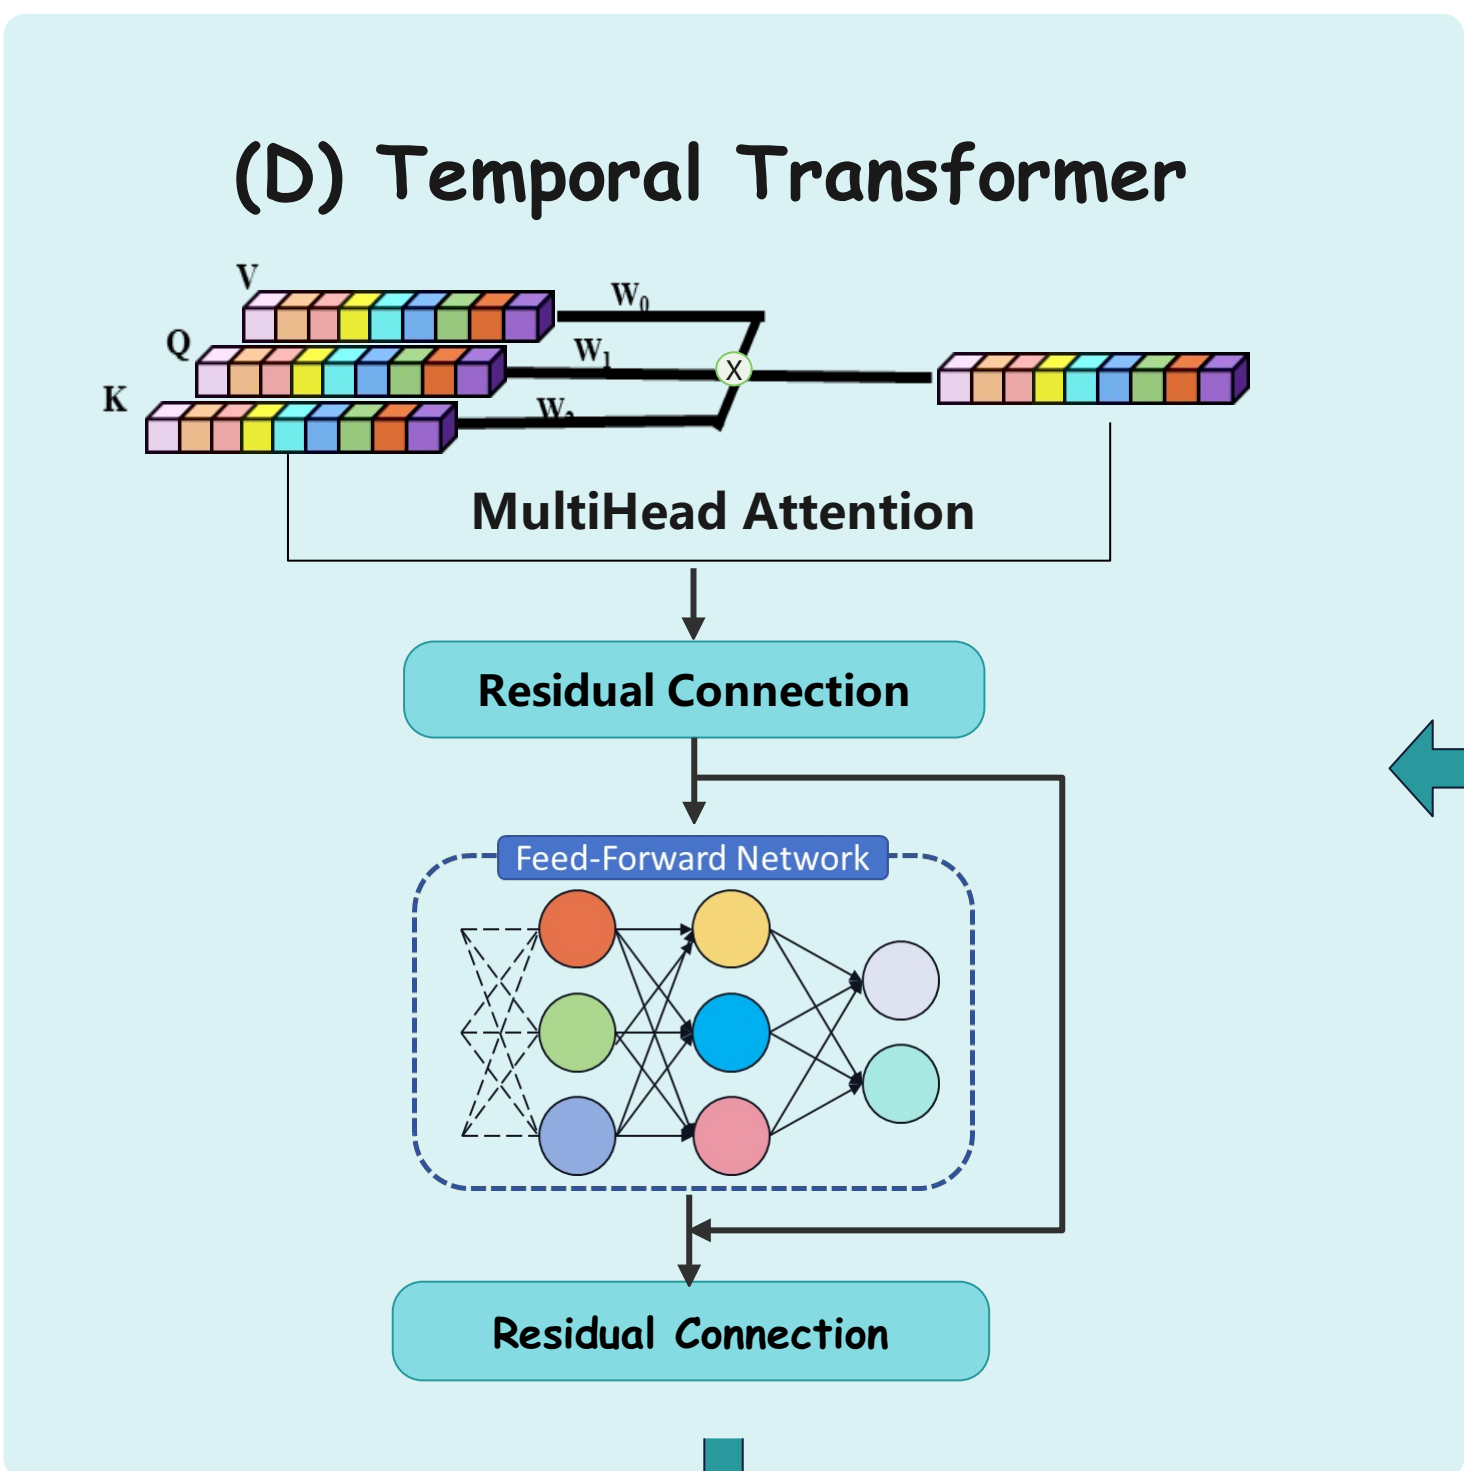 (D) Temporal Transformer
V
W0
Q
W1
X
K
MultiHead Attention
Residual Connection
Feed-Forward Network
Residual Connection